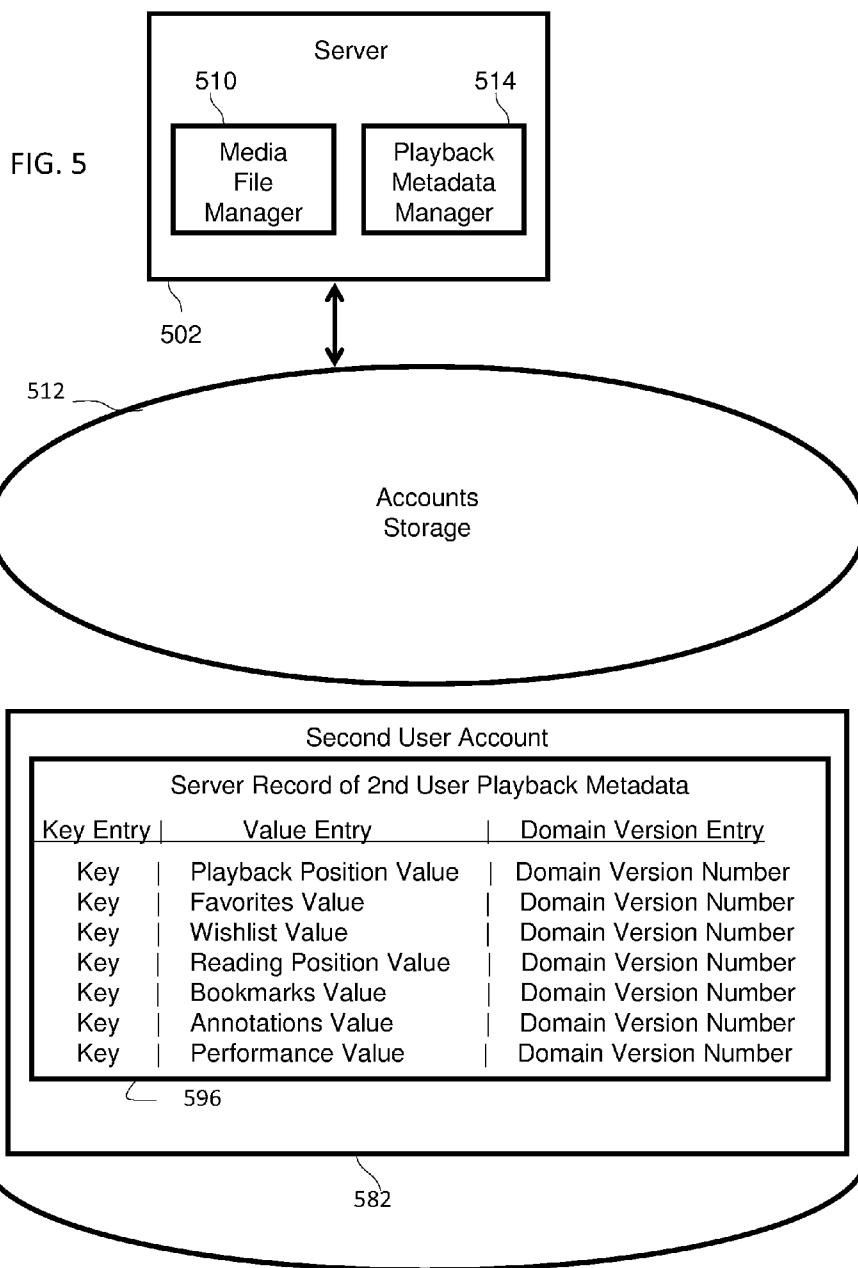 Server
510
514
FIG. 5
Media
File
Manager
Playback
Metadata
Manager
502
512
Accounts
Storage
Second User Account
Server Record of 2nd User Playback Metadata
Key Entry | Value Entry | Domain Version Entry
Key | Playback Position Value | Domain Version Number
Key | Favorites Value | Domain Version Number
Key | Wishlist Value | Domain Version Number
Key | Reading Position Value | Domain Version Number
Key | Bookmarks Value | Domain Version Number
Key | Annotations Value | Domain Version Number
Key | Performance Value | Domain Version Number
596
582